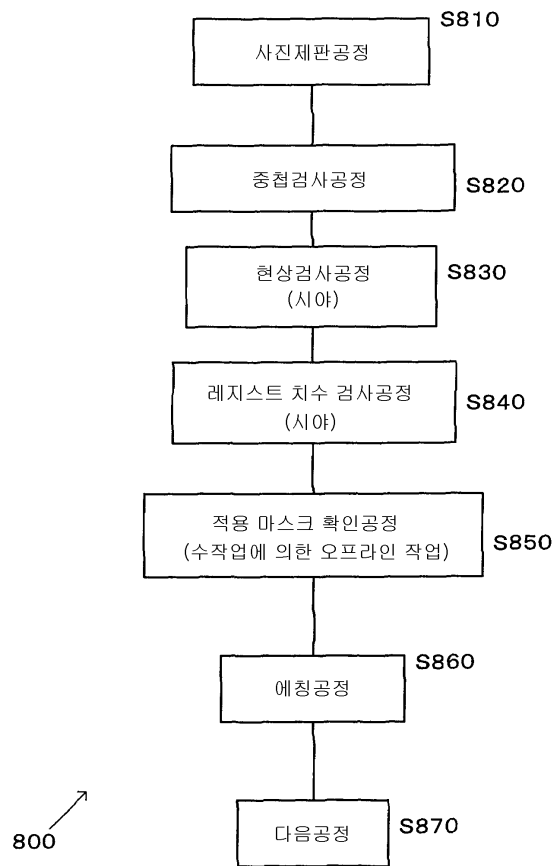 S810
사진제판공정
중첩검사공정
S820
현상검사공정
(시야)
S830
레지스트 치수 검사공정
(시야)
S840
적용 마스크 확인공정
(수작업에 의한 오프라인 작업)
S850
S860
에칭공정
다음공정
S870
800